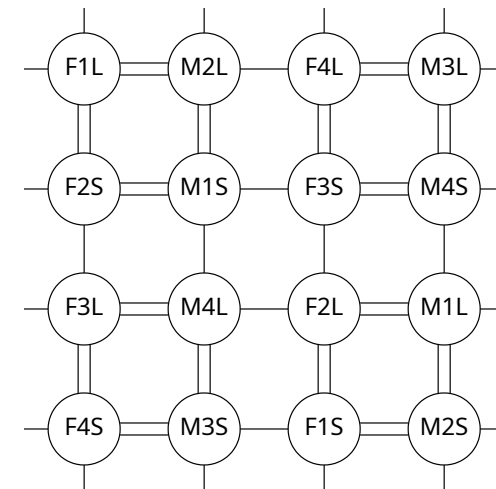 F1L M2L F4L M3L
F2S M1S F3S M4S
F3L M4L F2L M1L
F4S M3S F1S M2S